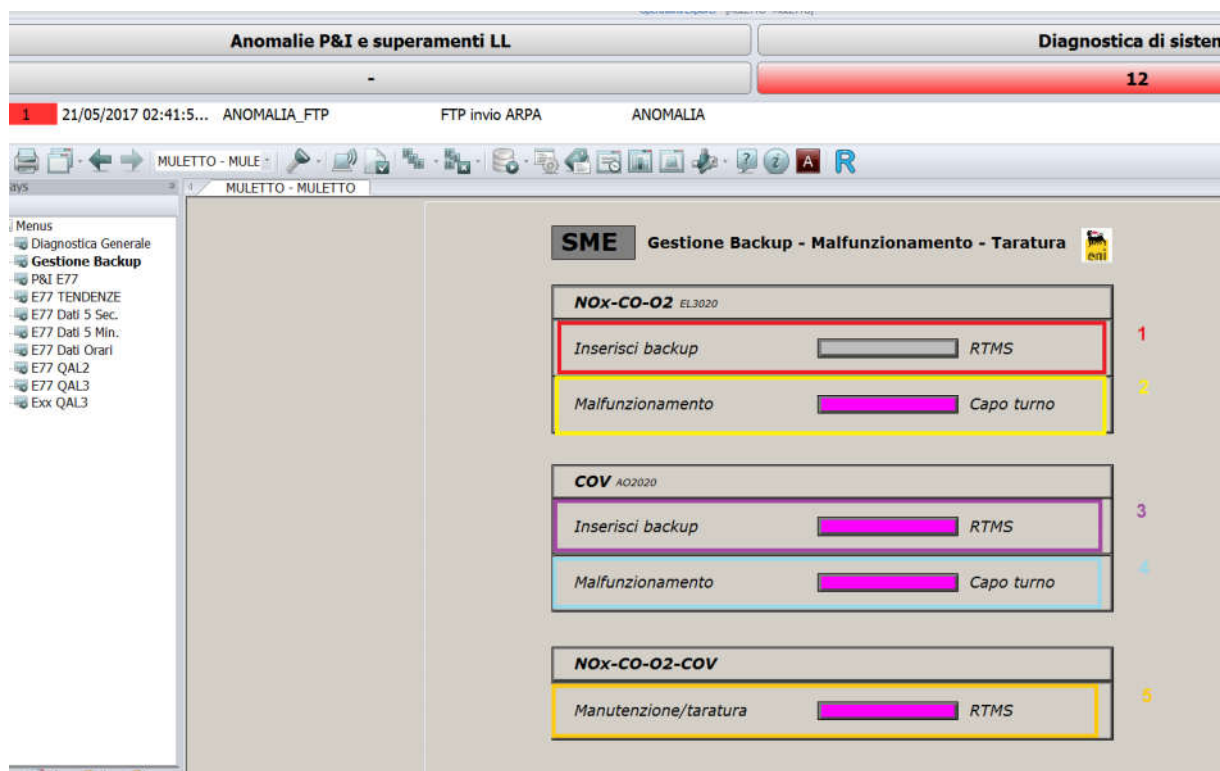 Anomalie P&I e superamenti LL
Diagnostica di sistem
-
12
1 21/05/2017 02:41:5... ANOMALIA_FTP FTP invio ARPA ANOMALIA
MULETTO - MULE
A R
ays
MULETTO - MULETTO
Menus
Diagnostica Generale
Gestione Backup
P&I E77
E77 TENDENZE
E77 Dati 5 Sec.
E77 Dati 5 Min.
E77 Dati Orari
E77 QAL2
E77 QAL3
Exx QAL3
SME Gestione Backup - Malfunzionamento - Taratura eni
NOx-CO-O2 EL3020
Inserisci backup RTMS 1
Malfunzionamento Capo turno 2
COV AO2020
Inserisci backup RTMS 3
Malfunzionamento Capo turno 4
NOx-CO-O2-COV
Manutenzione/taratura RTMS 5